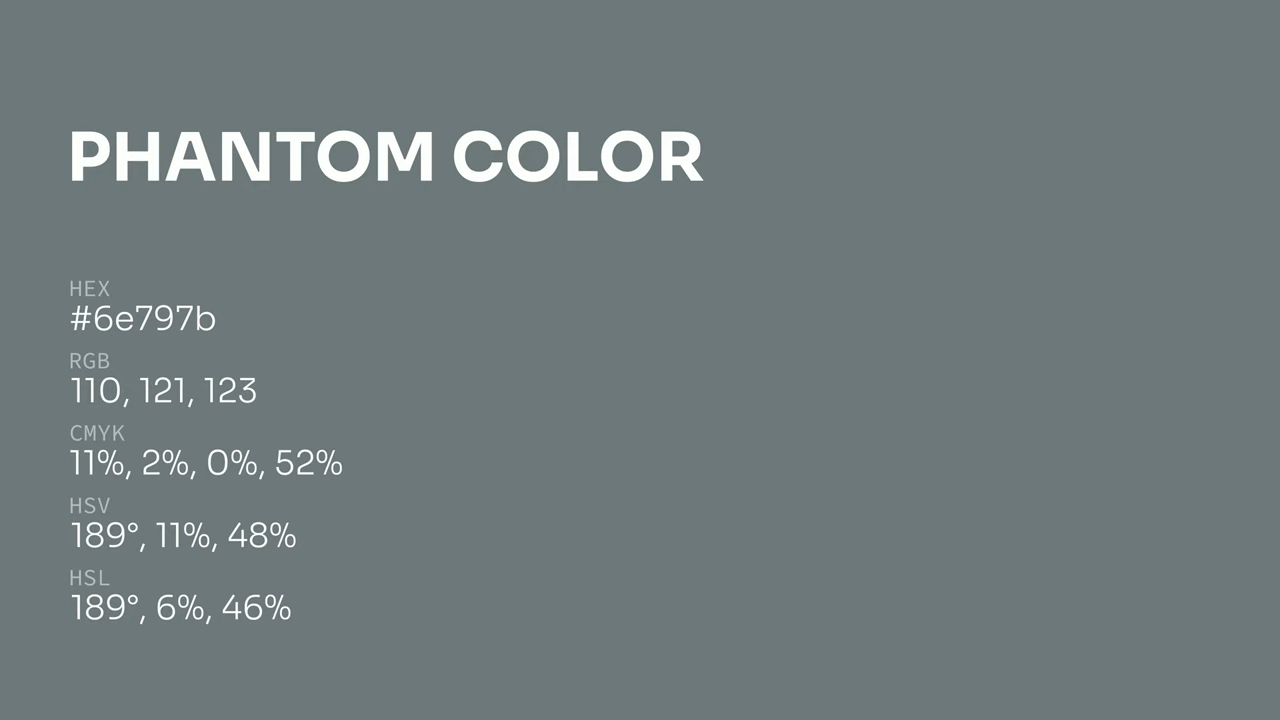 PHANTOM COLOR
HEX
#6e797b
RGB
110, 121, 123
CMYK
11%, 2%, 0%, 52%
HSV
189°, 11%, 48%
HSL
189°, 6%, 46%